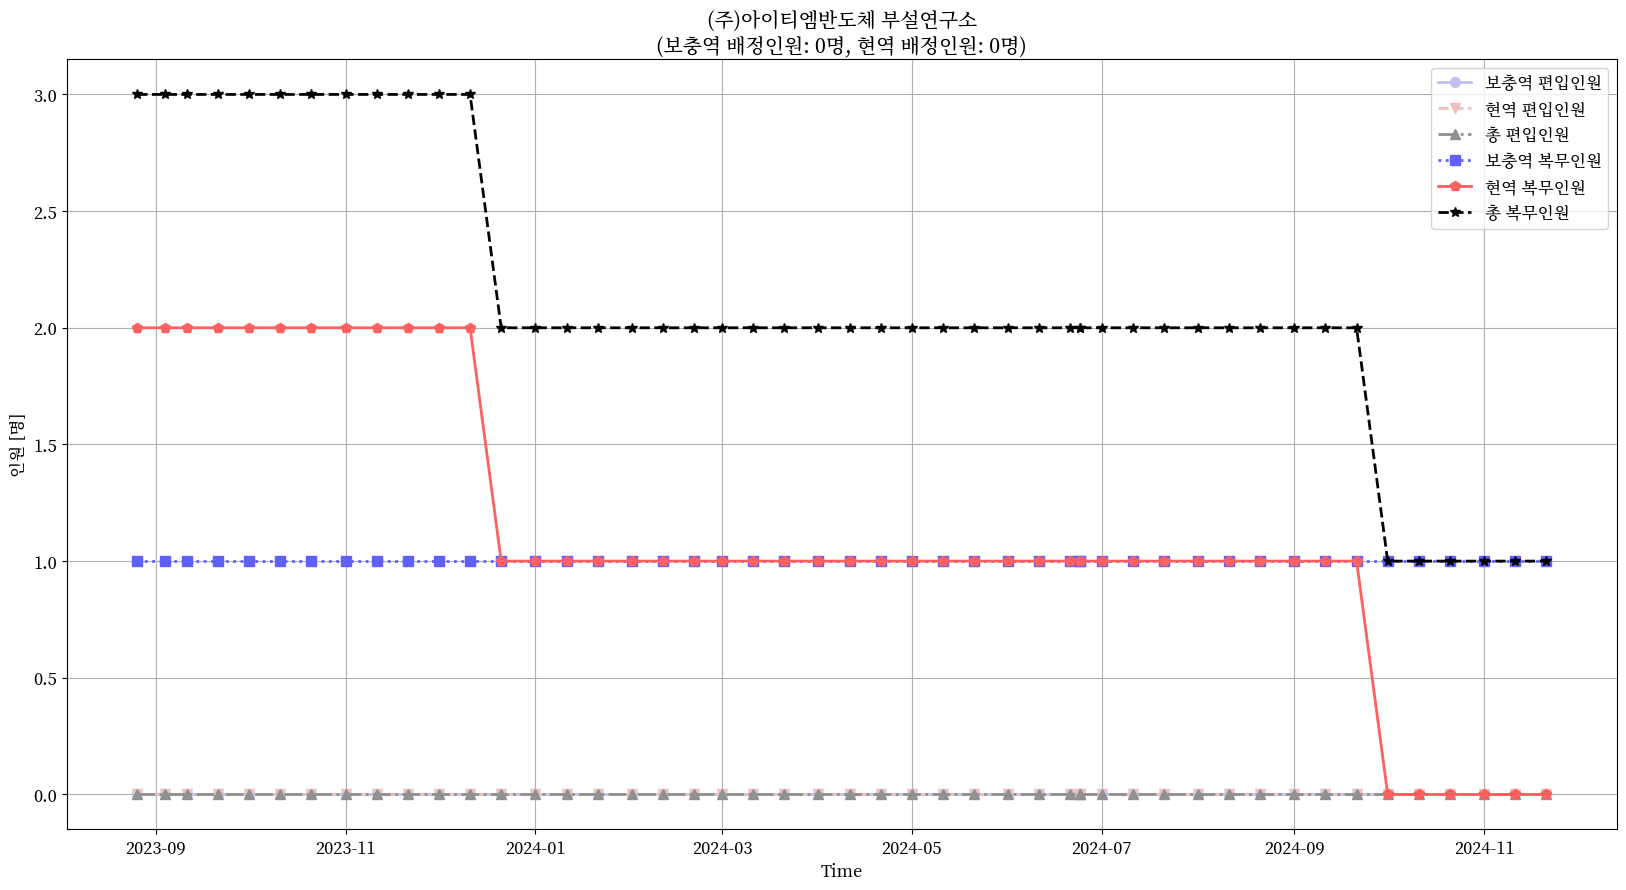 (주)아이티엠반도체 부설연구소
(보충역 배정인원: 0명, 현역 배정인원: 0명)
보충역 편입인원
현역 편입인원
총 편입인원
보충역 복무인원
현역 복무인원
총 복무인원
인원 [명]
3.0
2.5
2.0
1.5
1.0
0.5
0.0
2023-09
2023-11
2024-01
2024-03
2024-05
2024-07
2024-09
2024-11
Time